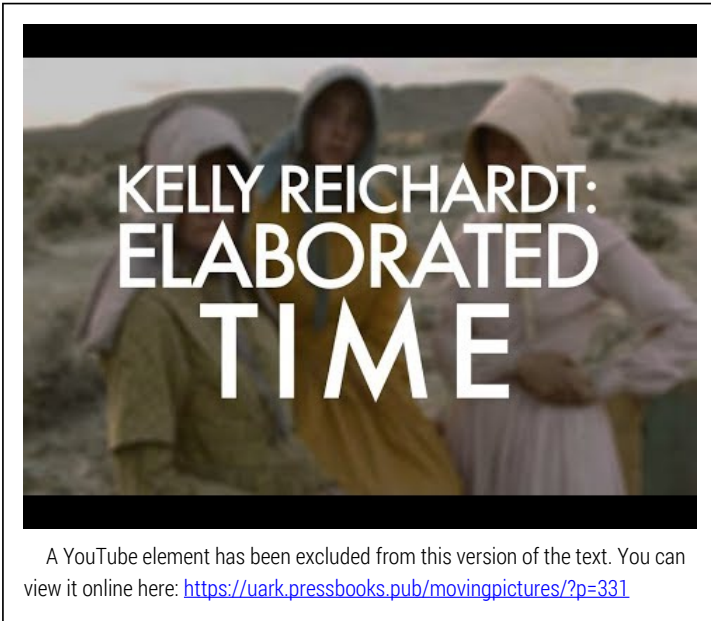 KELLY REICHARDT:
ELABORATED
TIME
A YouTube element has been excluded from this version of the text. You can
view it online here: https://uark.pressbooks.pub/movingpictures/?p=331